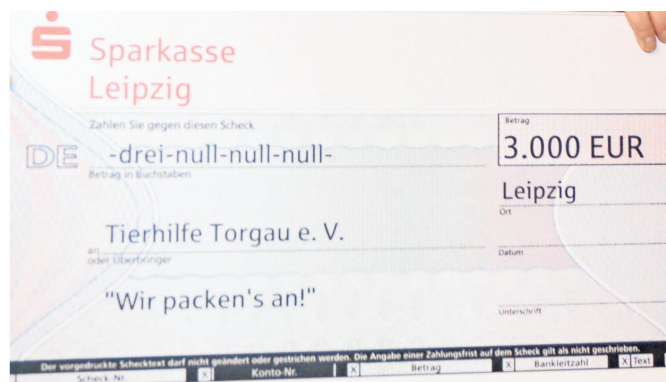 Sparkasse
Leipzig
Zahlen Sie gegen diesen Scheck
Betrag
DE -drei-null-null-null- 3.000 EUR
Betrag in Buchstaben
Leipzig
Ort
Tierhilfe Torgau e. V.
an
oder Überbringer
Datum
"Wir packen's an!"
Unterschrift
Der vorgedruckte Schecktext darf nicht geändert oder gestrichen werden. Die Angabe einer Zahlungsfrist auf dem Scheck gilt als nicht geschrieben.
Scheck-Nr. X Konto-Nr. X Betrag X Bankleitzahl X Text